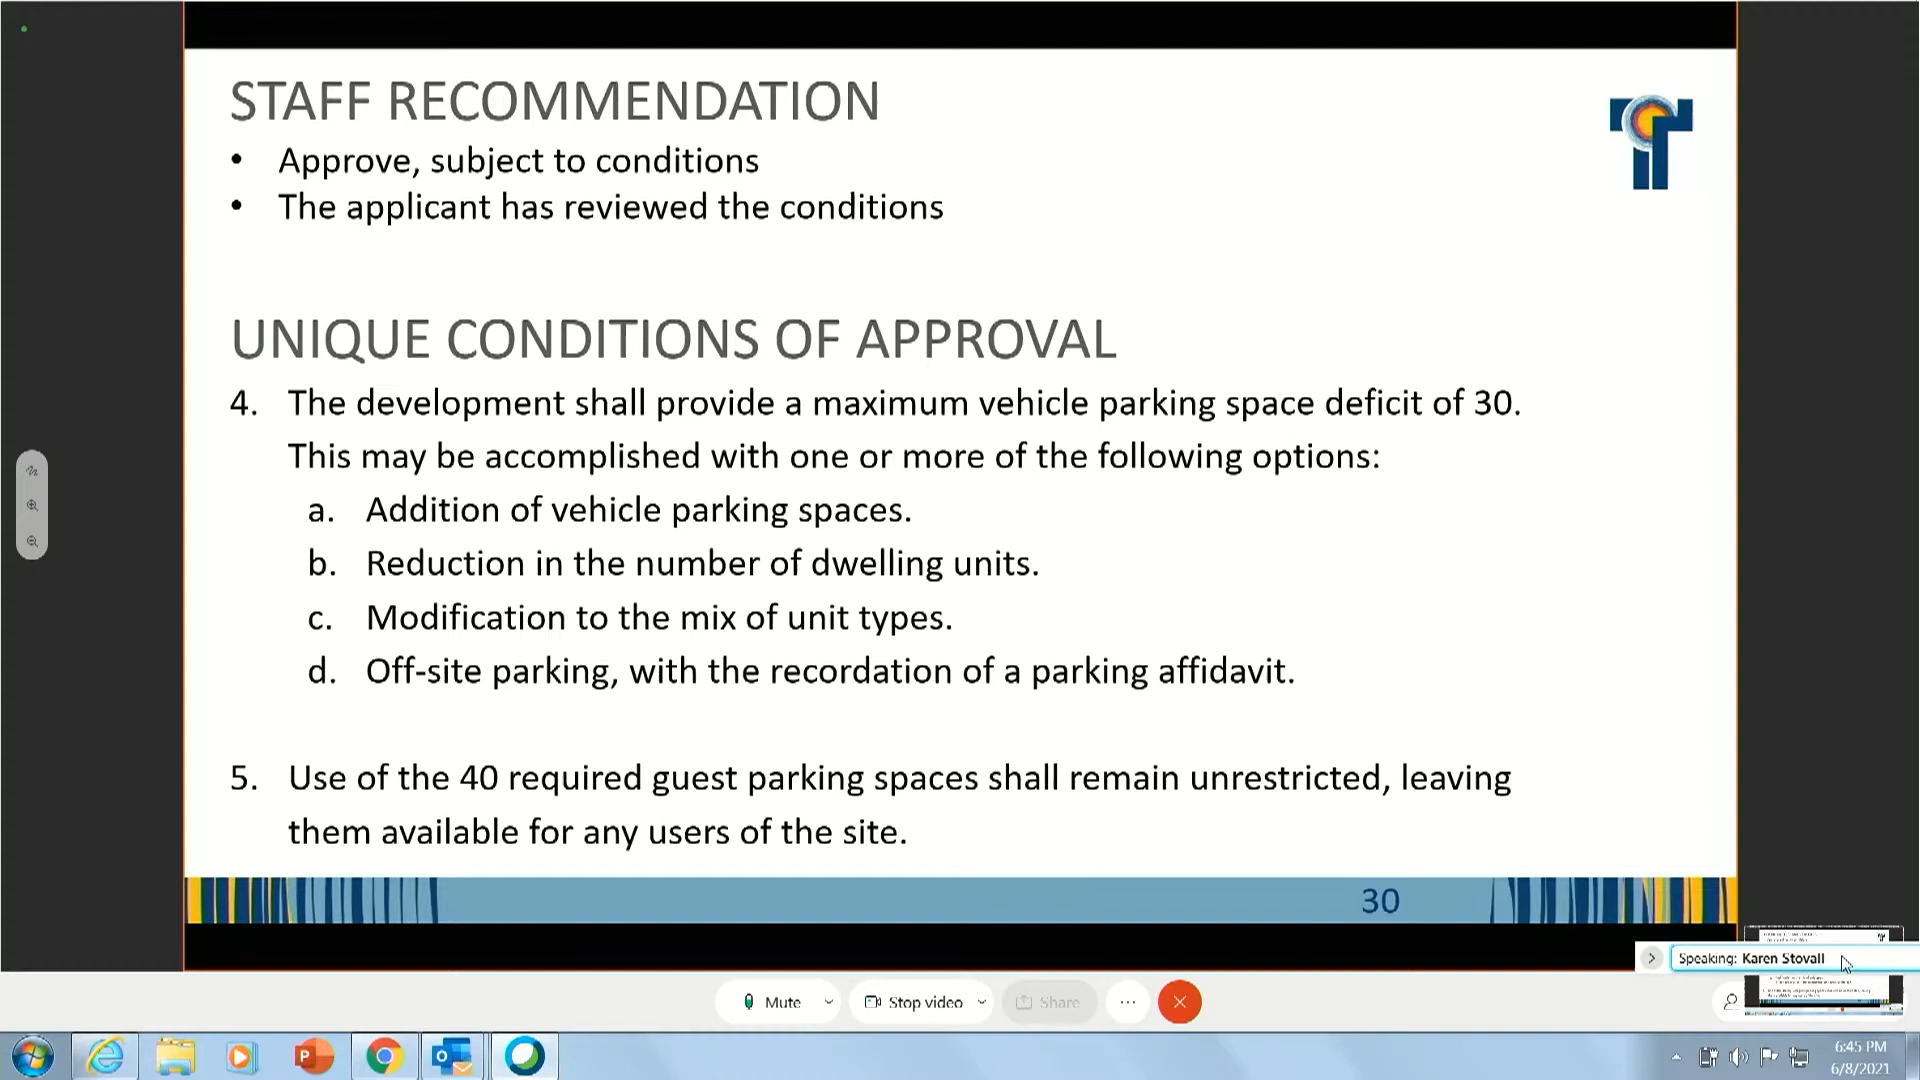 STAFF RECOMMENDATION
• Approve, subject to conditions
• The applicant has reviewed the conditions
UNIQUE CONDITIONS OF APPROVAL
4. The development shall provide a maximum vehicle parking space deficit of 30.
This may be accomplished with one or more of the following options:
a. Addition of vehicle parking spaces.
b. Reduction in the number of dwelling units.
c. Modification to the mix of unit types.
d. Off-site parking, with the recordation of a parking affidavit.
5. Use of the 40 required guest parking spaces shall remain unrestricted, leaving
them available for any users of the site.
30
Speaking: Karen Stovall
Mute
Stop video
Share
6:45 PM
6/8/2021